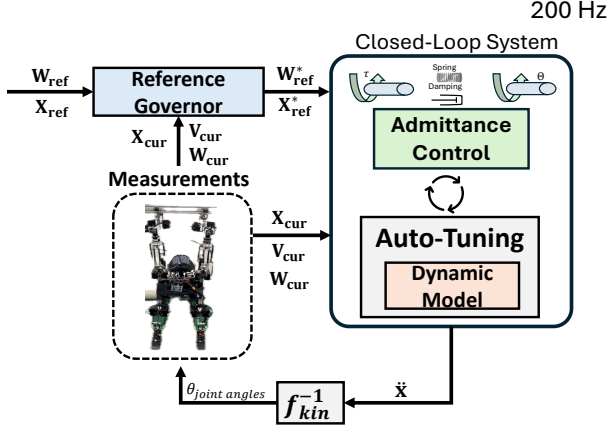 200 Hz
Closed-Loop System
W_ref
X_ref
Reference
Governor
W*_ref
X*_ref
τ
Spring
Damping
Θ
Admittance
Control
X_cur
V_cur
W_cur
Measurements
X_cur
V_cur
W_cur
Auto-Tuning
Dynamic
Model
θ_joint angles
f_kin^-1
ẍ